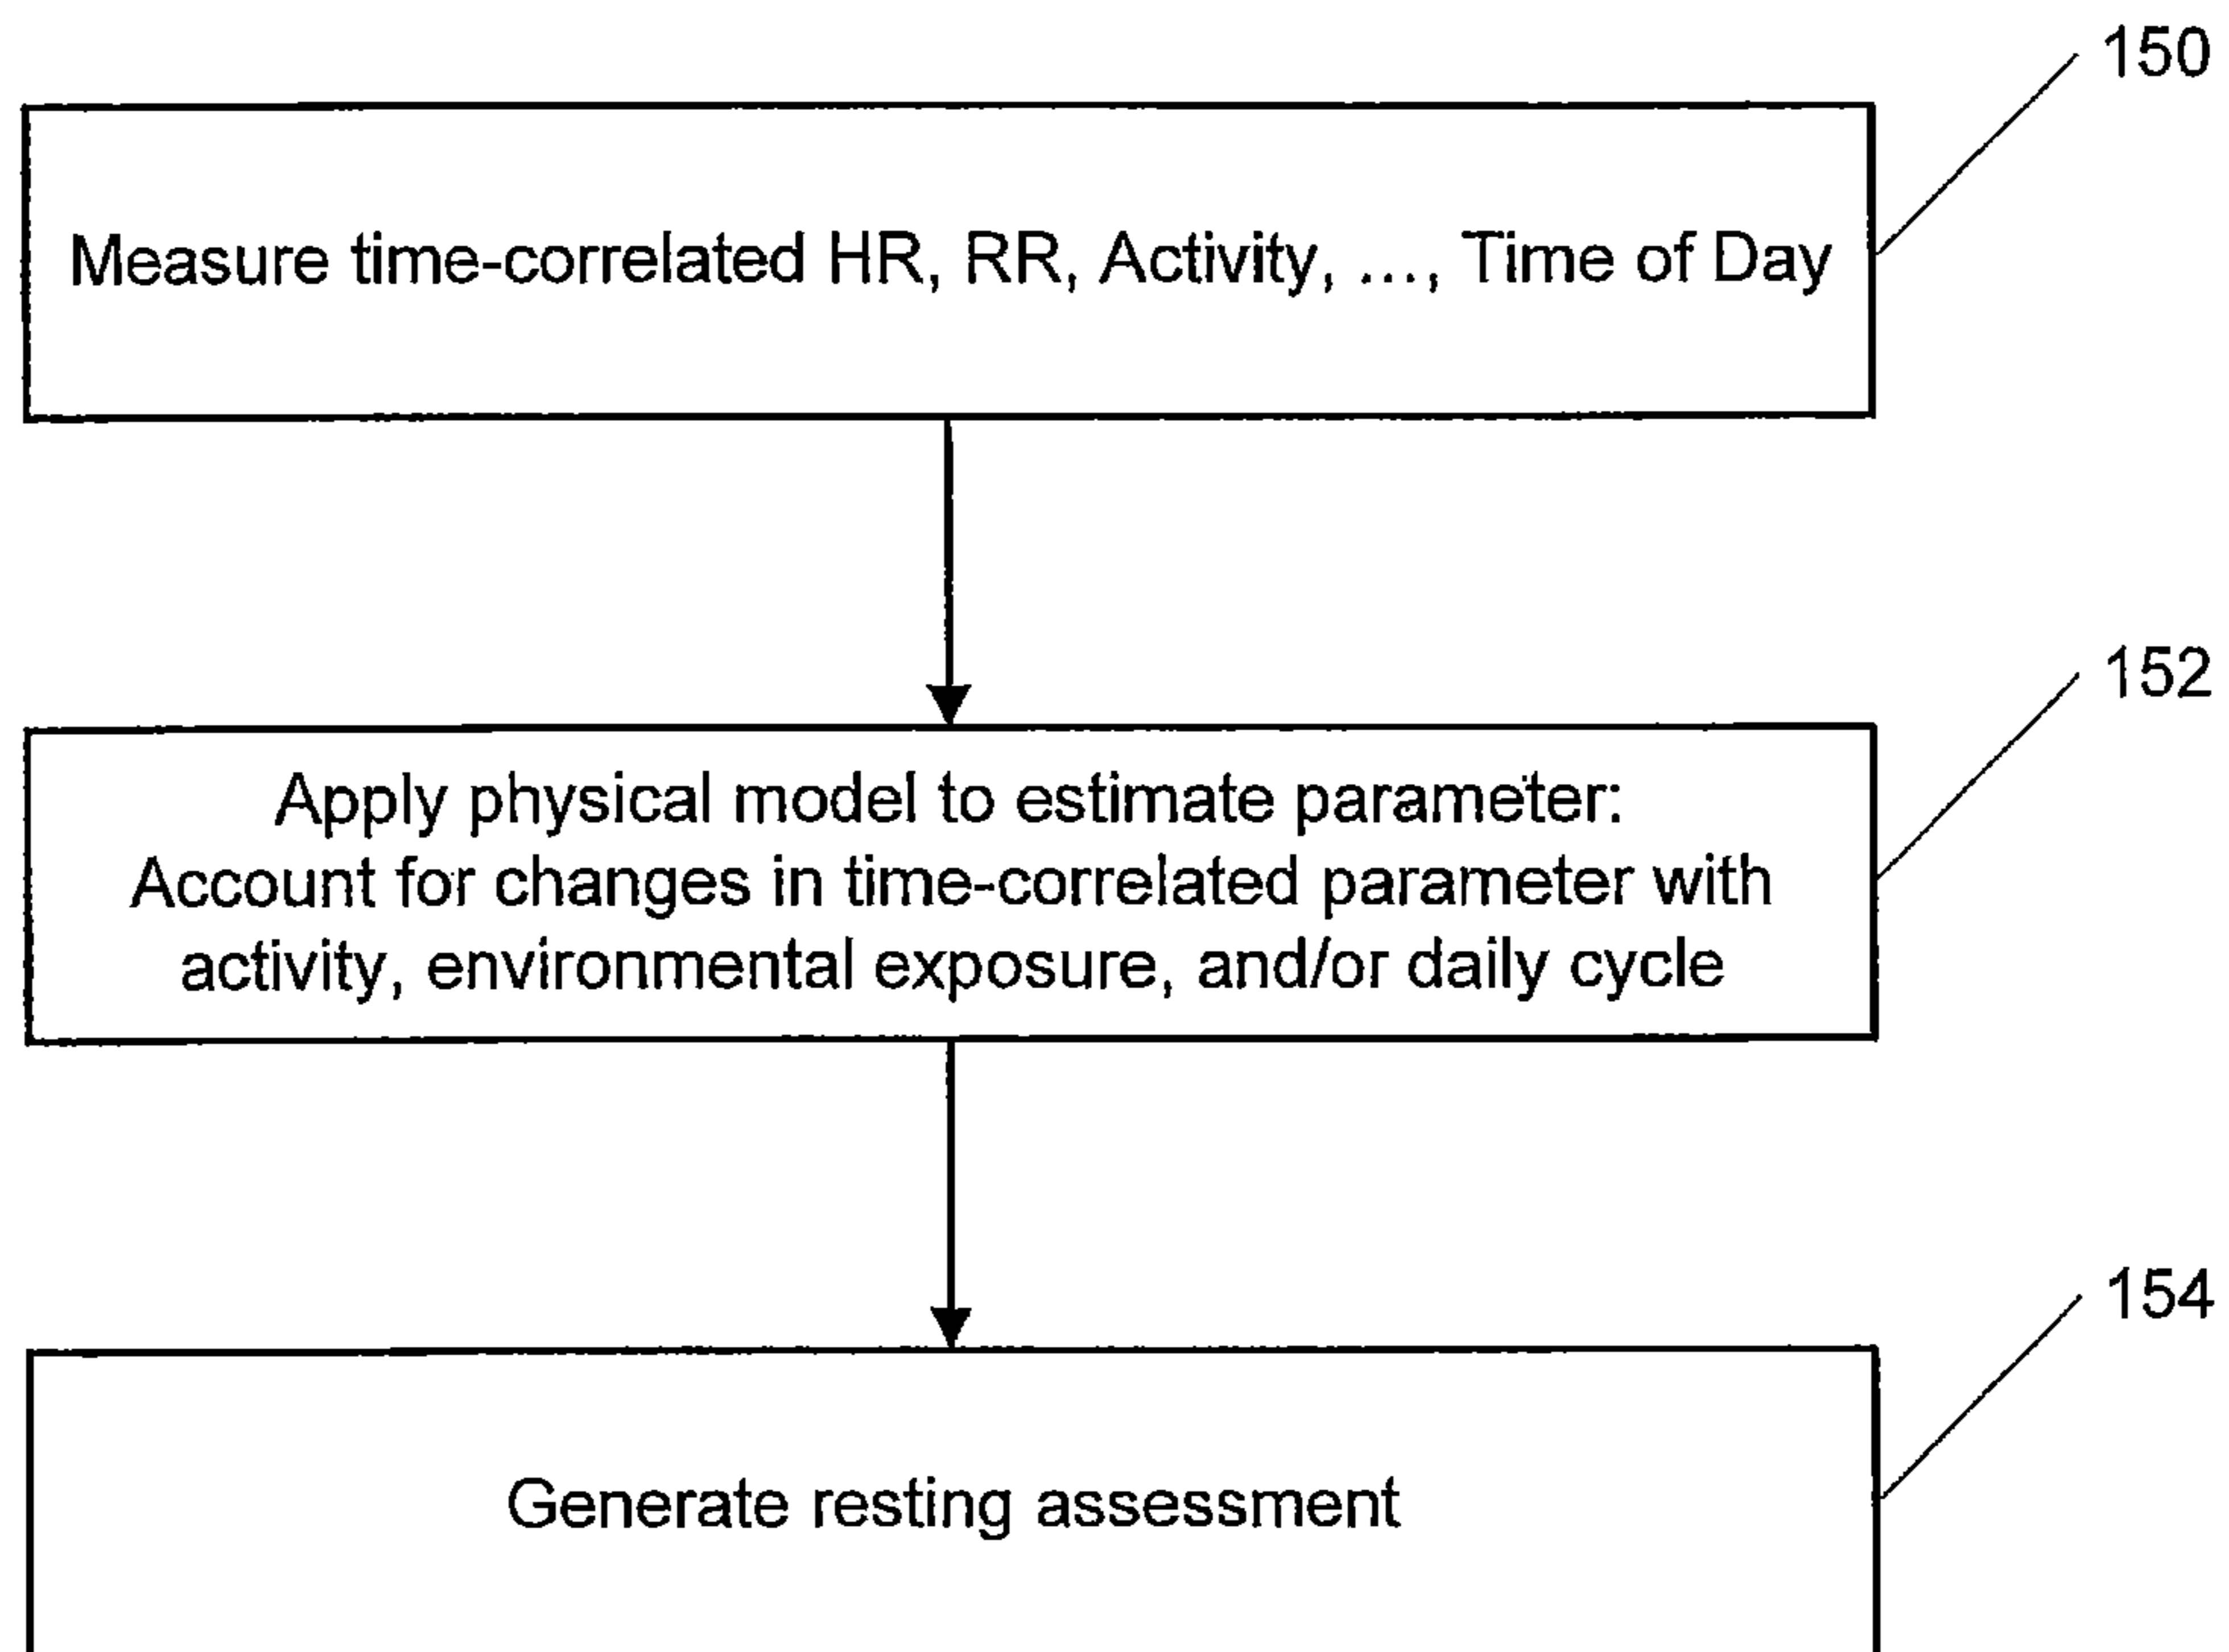 150
Measure time-correlated HR, RR, Activity, ..., Time of Day
152
Apply physical model to estimate parameter:
Account for changes in time-correlated parameter with
activity, environmental exposure, and/or daily cycle
154
Generate resting assessment